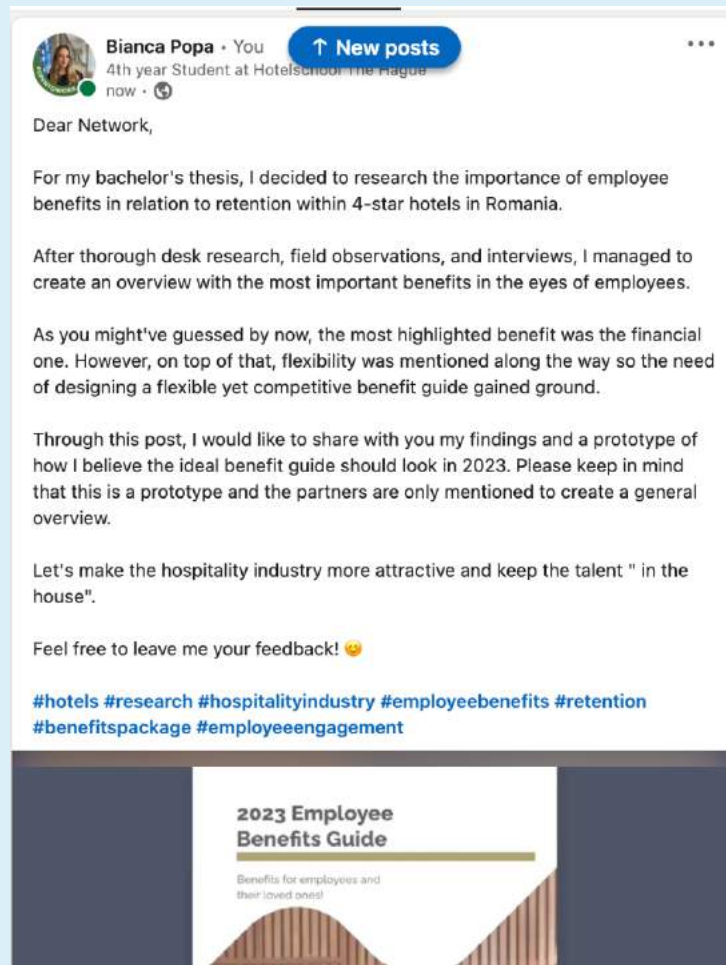 Bianca Popa • You
↑ New posts
4th year Student at Hotelschool The Hague
now •
Dear Network,
For my bachelor's thesis, I decided to research the importance of employee
benefits in relation to retention within 4-star hotels in Romania.
After thorough desk research, field observations, and interviews, I managed to
create an overview with the most important benefits in the eyes of employees.
As you might've guessed by now, the most highlighted benefit was the financial
one. However, on top of that, flexibility was mentioned along the way so the need
of designing a flexible yet competitive benefit guide gained ground.
Through this post, I would like to share with you my findings and a prototype of
how I believe the ideal benefit guide should look in 2023. Please keep in mind
that this is a prototype and the partners are only mentioned to create a general
overview.
Let's make the hospitality industry more attractive and keep the talent " in the
house".
Feel free to leave me your feedback! 😊
#hotels #research #hospitalityindustry #employeebenefits #retention
#benefitspackage #employeeengagement
2023 Employee
Benefits Guide
Benefits for employees and
their loved ones!